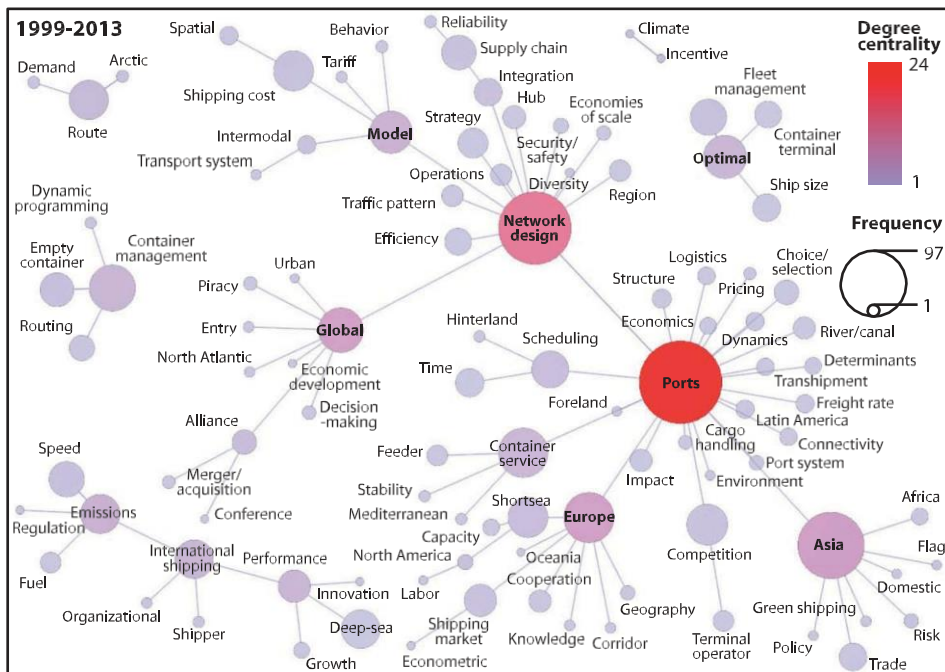 1999-2013
Spatial
Behavior
Reliability
Climate
Degree
centrality
24
1
Demand
Arctic
Route
Tariff
Shipping cost
Supply chain
Integration
Incentive
Fleet
management
Intermodal
Model
Transport system
Strategy
Hub
Economies
of scale
Security/
safety
Operations
Diversity
Region
Traffic pattern
Network
design
Efficiency
Optimal
Container
terminal
Ship size
Dynamic
programming
Container
management
Empty
container
Routing
Frequency
97
1
Urban
Piracy
Entry
Global
North Atlantic
Economic
development
Decision
-making
Alliance
Merger/
acquisition
Conference
Hinterland
Scheduling
Time
Foreland
Structure
Logistics
Pricing
Choice/
selection
Economics
Dynamics
River/canal
Ports
Determinants
Transhipment
Freight rate
Latin America
Cargo
handling
Connectivity
Port system
Environment
Impact
Speed
Emissions
Regulation
Fuel
International
shipping
Performance
Innovation
Organizational
Shipper
Deep-sea
Growth
Feeder
Container
service
Stability
Mediterranean
Shortsea
Capacity
Europe
North America
Labor
Oceania
Cooperation
Shipping
market
Econometric
Knowledge
Corridor
Geography
Competition
Terminal
operator
Asia
Africa
Flag
Domestic
Green shipping
Risk
Policy
Trade